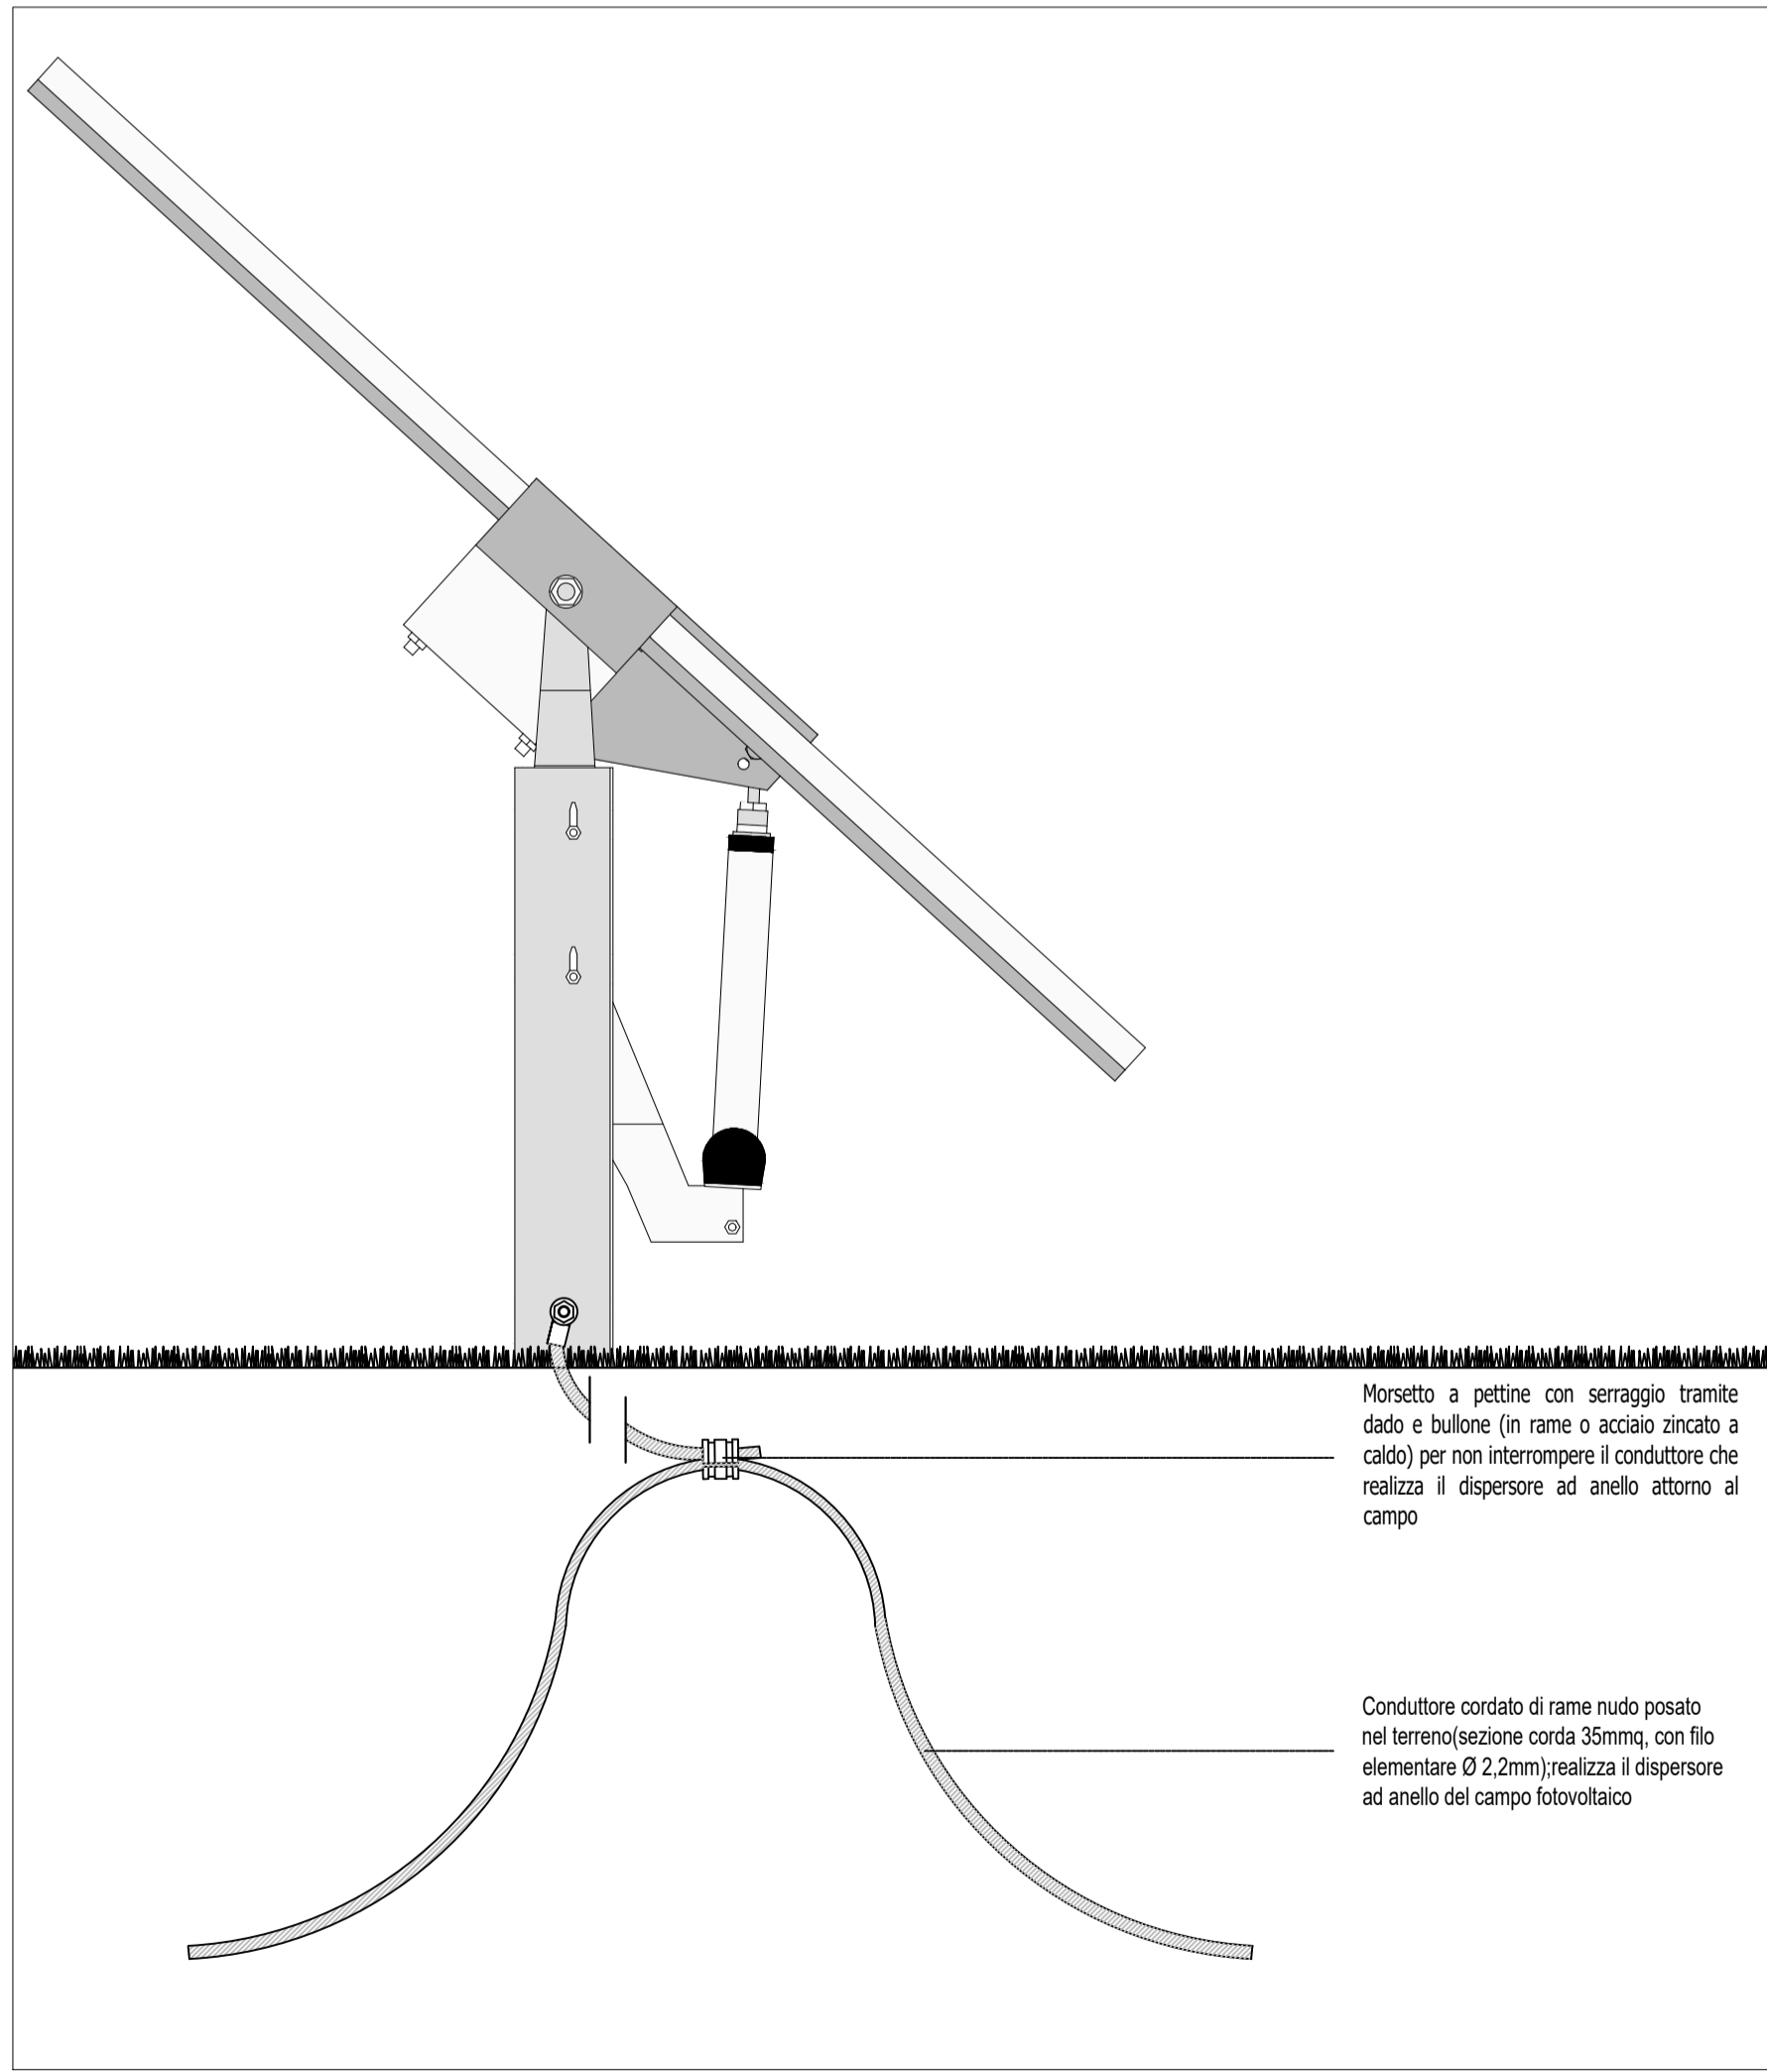 Morsetto a pettine con serraggio tramite
dado e bullone (in rame o acciaio zincato a
caldo) per non interrompere il conduttore che
realizza il dispersore ad anello attorno al
campo
Conduttore cordato di rame nudo posato
nel terreno(sezione corda 35mmq, con filo
elementare Ø 2,2mm);realizza il dispersore
ad anello del campo fotovoltaico